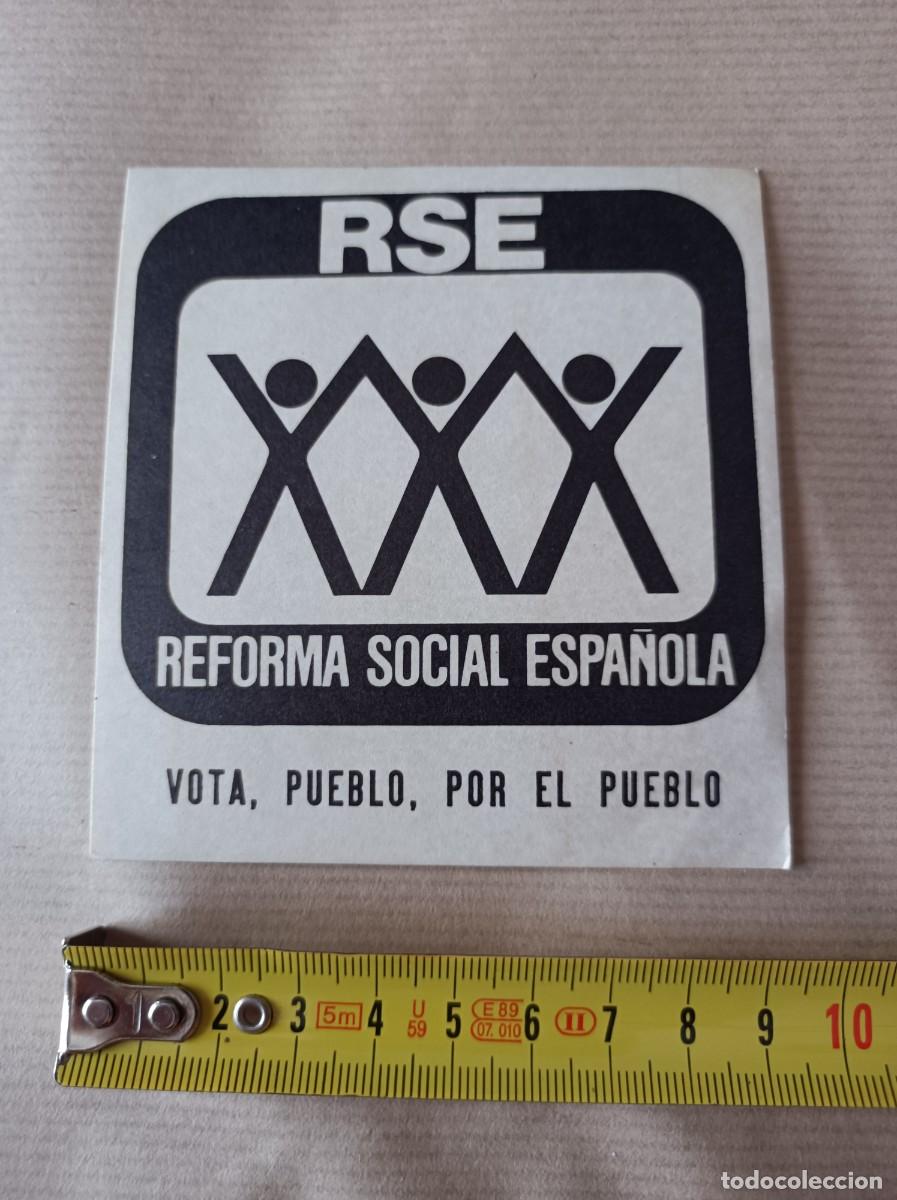 RSE
REFORMA SOCIAL ESPAÑOLA
VOTA, PUEBLO, POR EL PUEBLO
2 3 5m 4 U 59 5 E 89 07. 010 6 II 7 8 9 10
todocoleccion